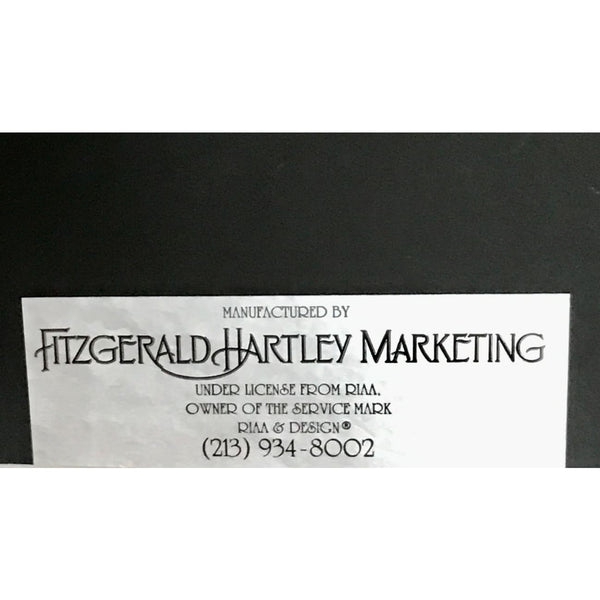 MANUFACTURED BY
FITZGERALD HARTLEY MARKETING
UNDER LICENSE FROM RIAA,
OWNER OF THE SERVICE MARK
RIAA & DESIGN®
(213) 934-8002